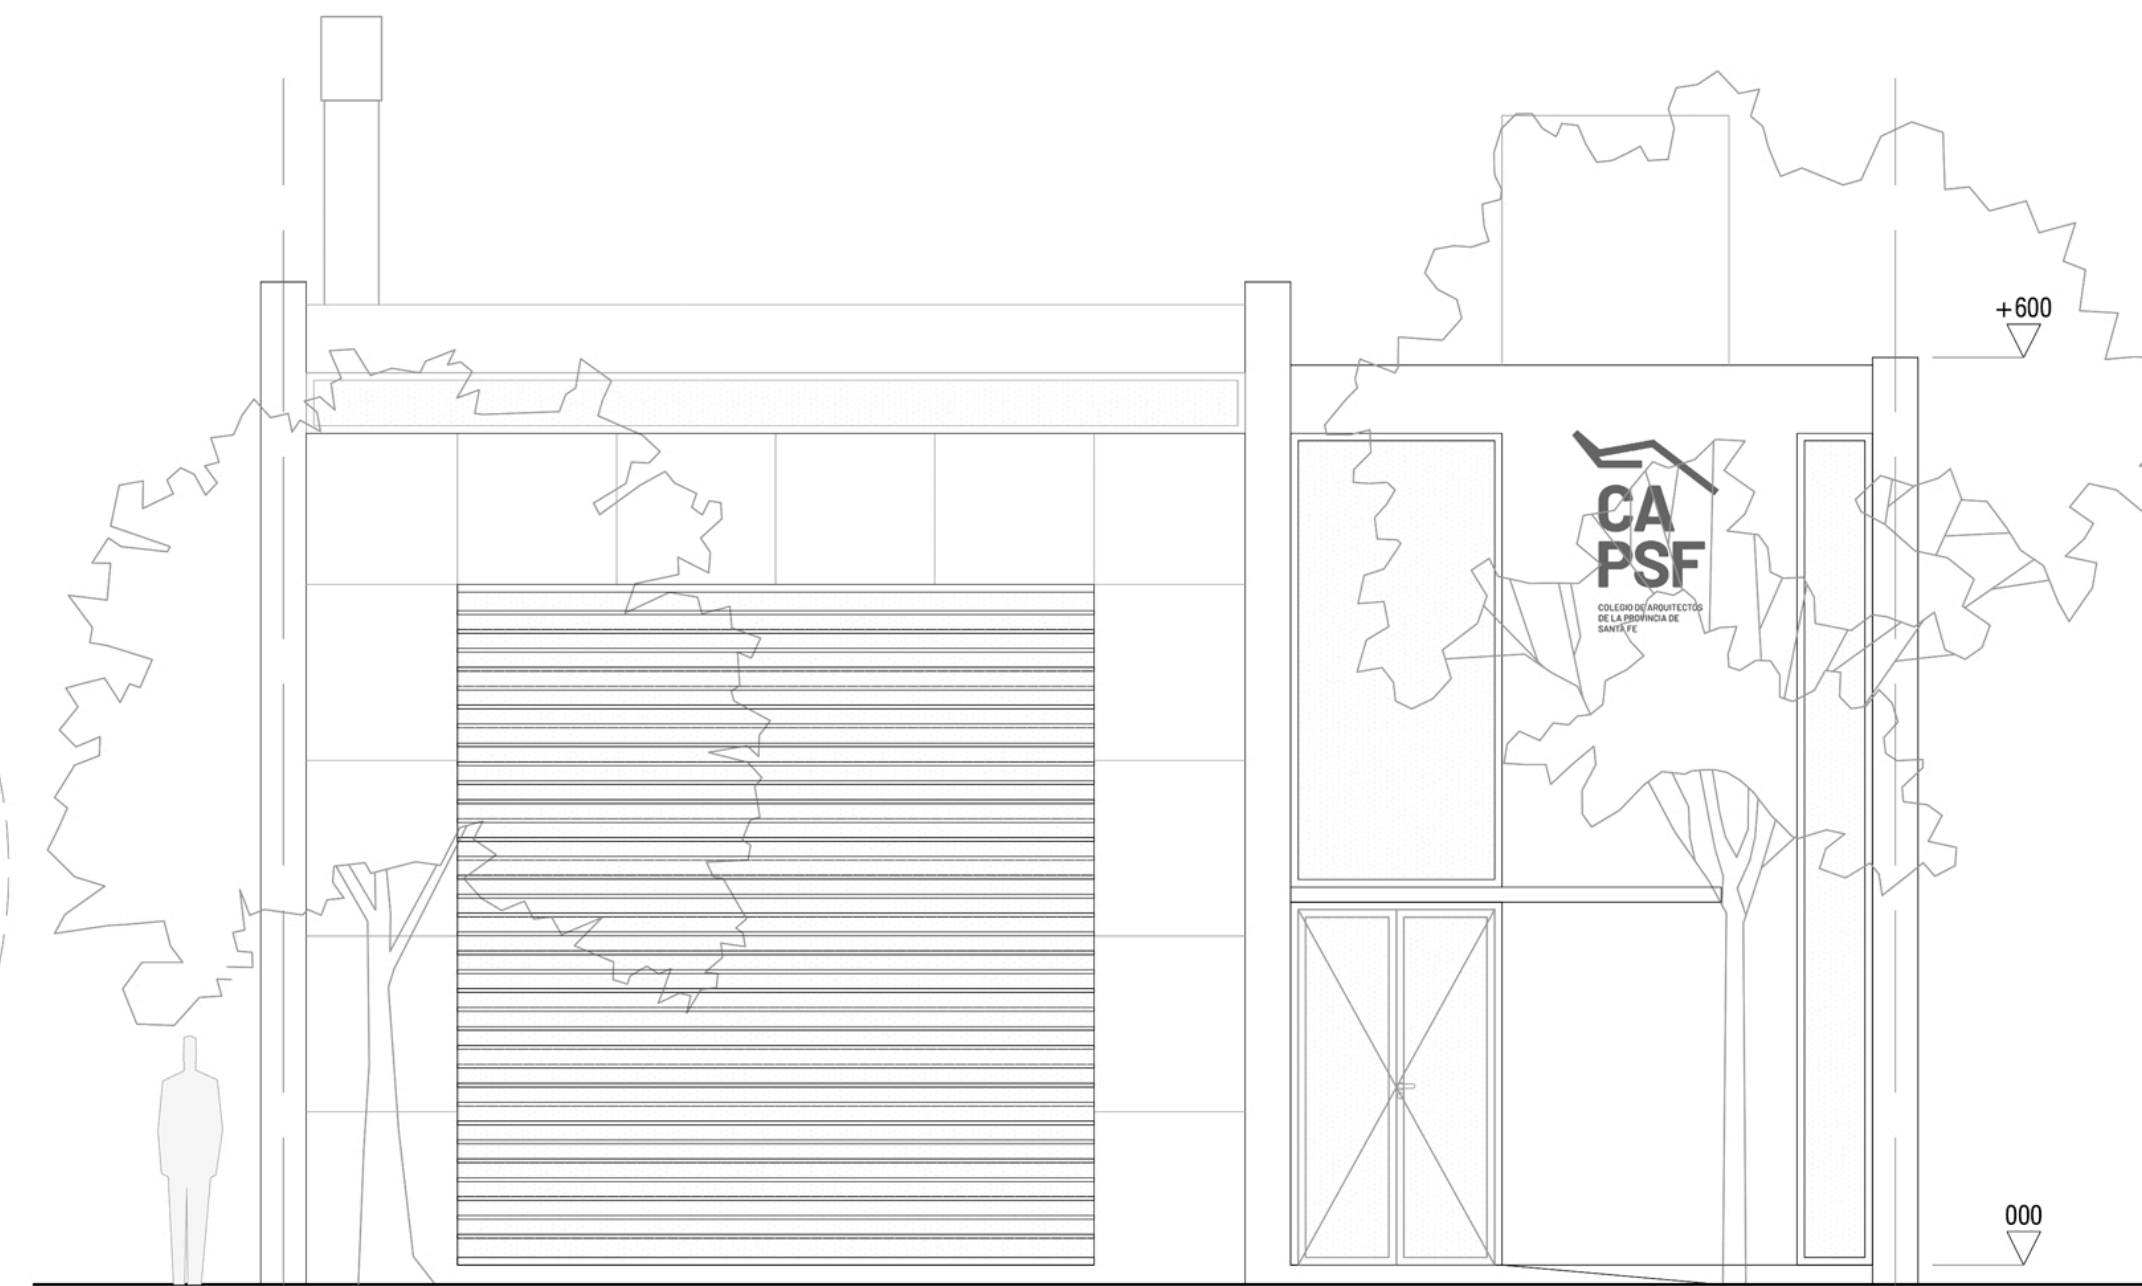 +600
CA
PSF
COLEGIO DE ARQUITECTOS
DE LA PROVINCIA DE
SANTA FE
000